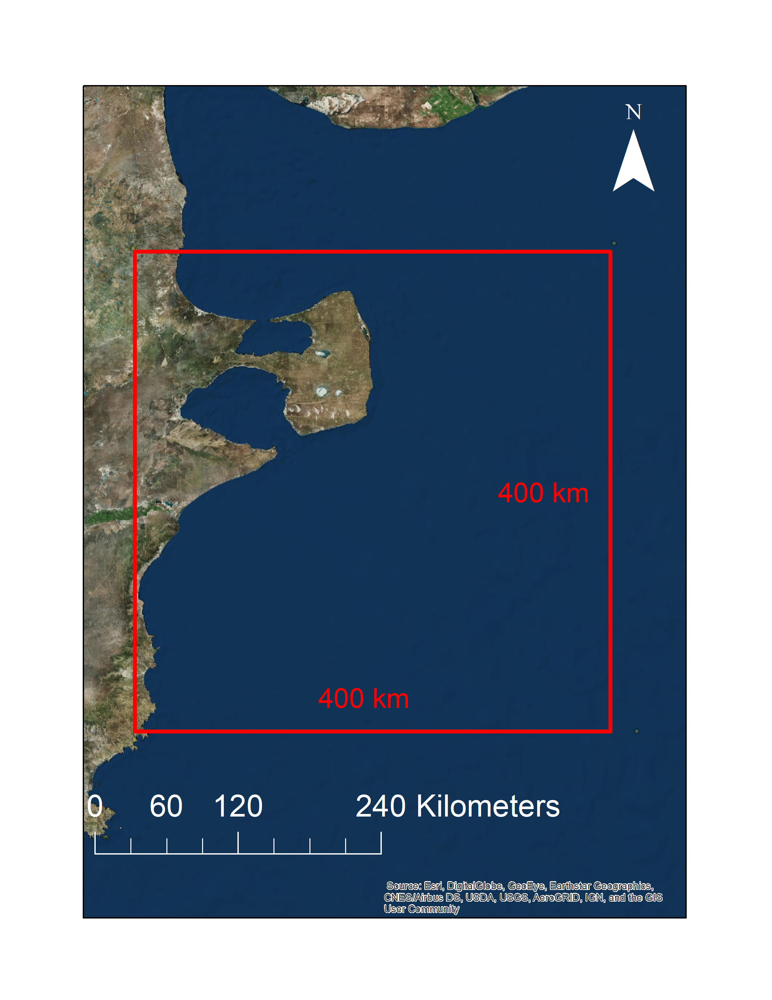 N
400 km
400 km
0 60 120 240 Kilometers
Source: Esri, DigitalGlobe, GeoEye, Earthstar Geographics,
CNES/Airbus DS, USDA, USGS, AeroGRID, IGN, and the GIS
User Community